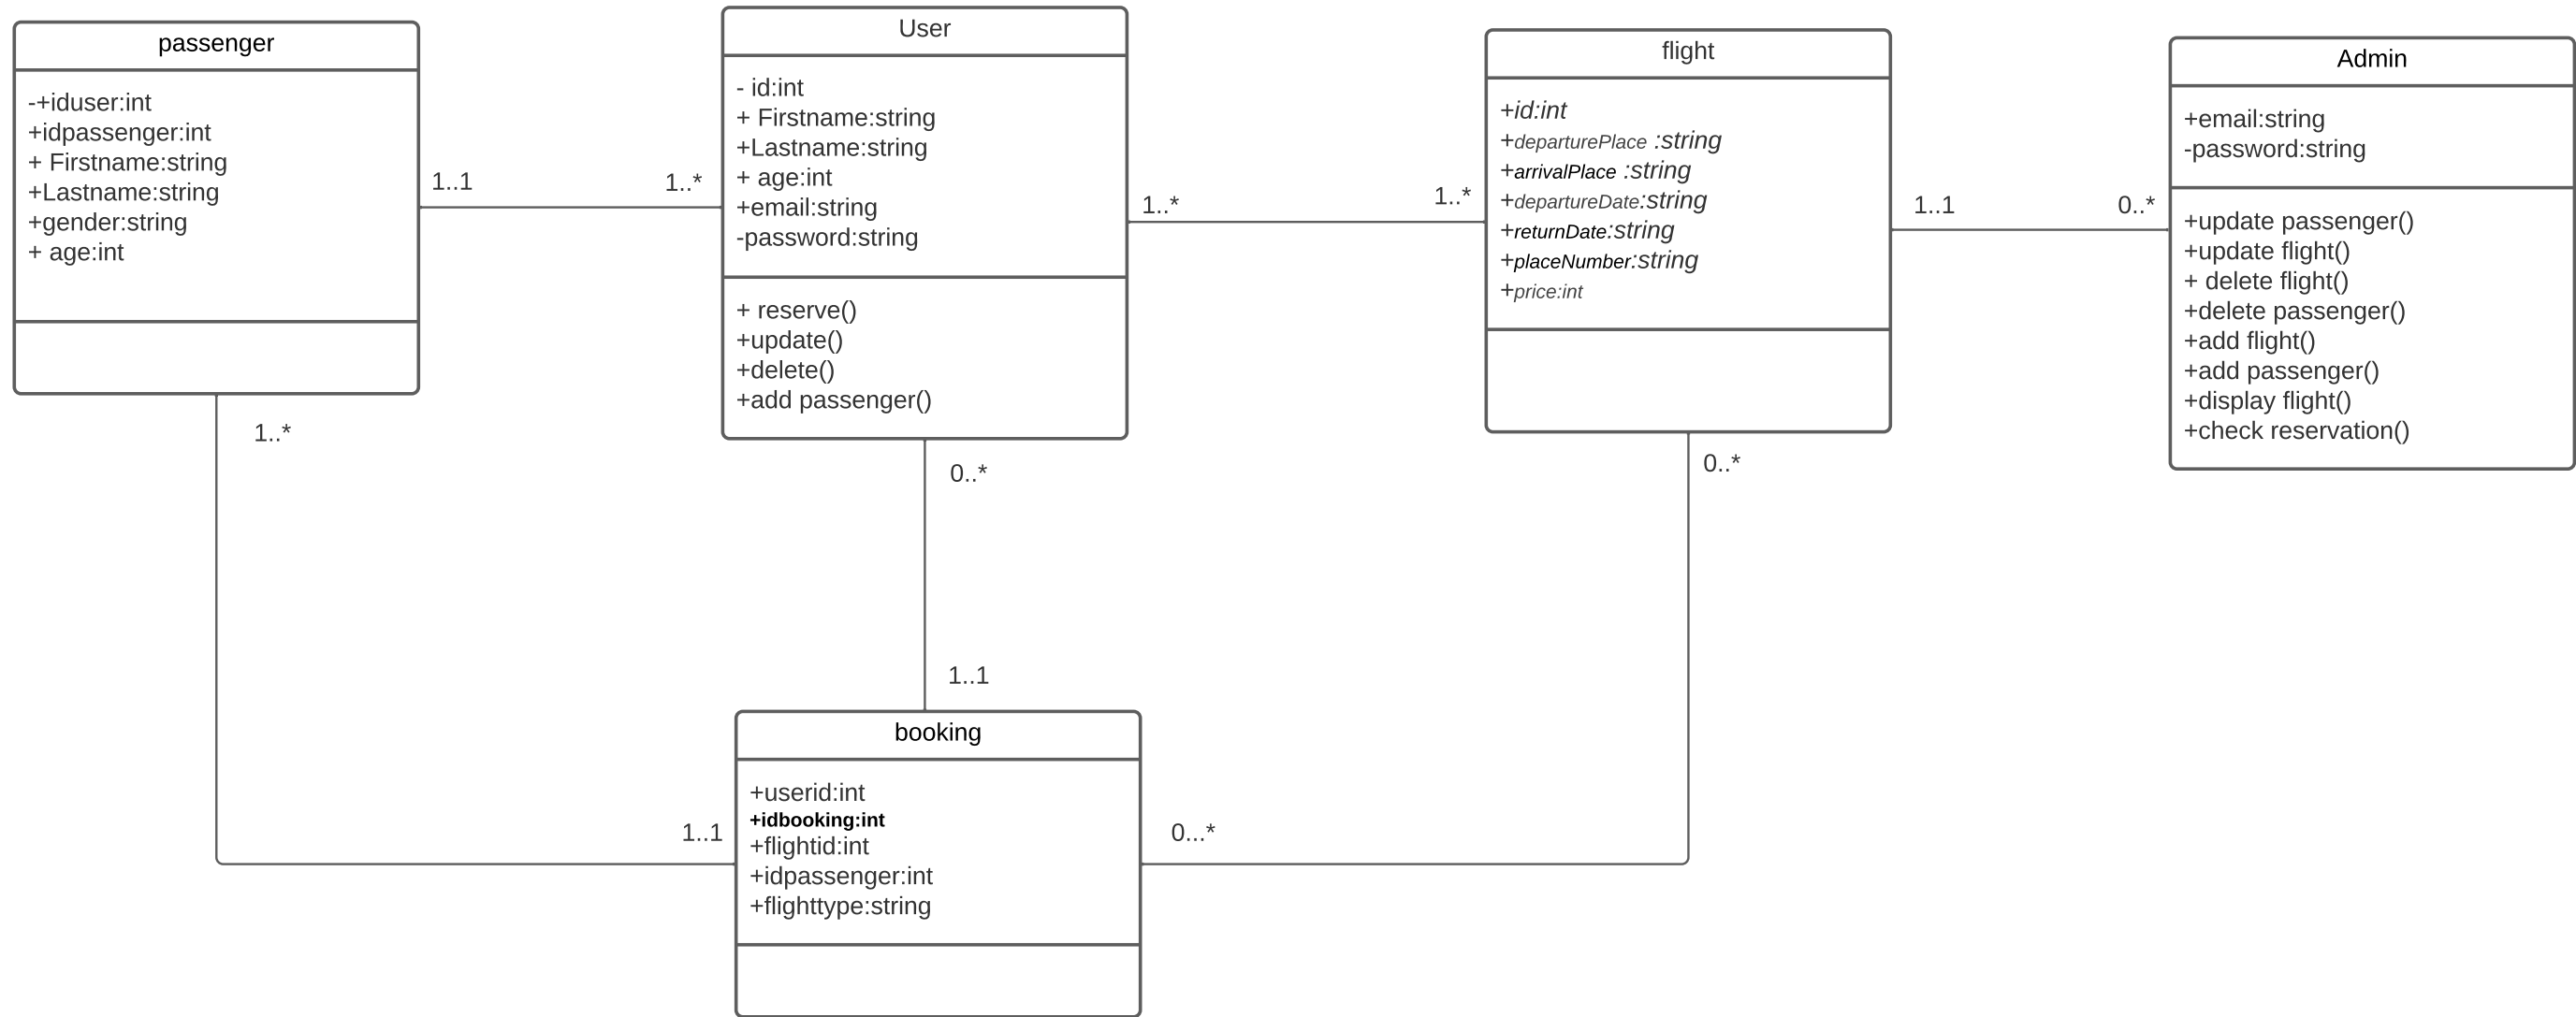 passenger
-+iduser:int
+idpassenger:int
+ Firstname:string
+Lastname:string
+gender:string
+ age:int
1..1
1..*
User
- id:int
+ Firstname:string
+Lastname:string
+ age:int
+email:string
-password:string
+ reserve()
+update()
+delete()
+add passenger()
1..*
1..*
flight
+id:int
+departurePlace :string
+arrivalPlace :string
+departureDate:string
+returnDate:string
+placeNumber:string
+price:int
1..1
0..*
Admin
+email:string
-password:string
+update passenger()
+update flight()
+ delete flight()
+delete passenger()
+add flight()
+add passenger()
+display flight()
+check reservation()
1..*
0..*
0..*
1..1
1..1
0...*
booking
+userid:int
+idbooking:int
+flightid:int
+idpassenger:int
+flighttype:string